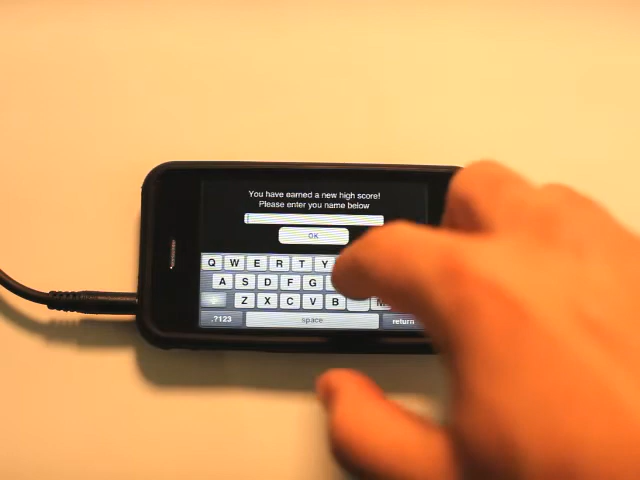 You have earned a new high score!
Please enter you name below
OK
Q W E R T Y
A S D F G
Z X C V B M
.?123 space return